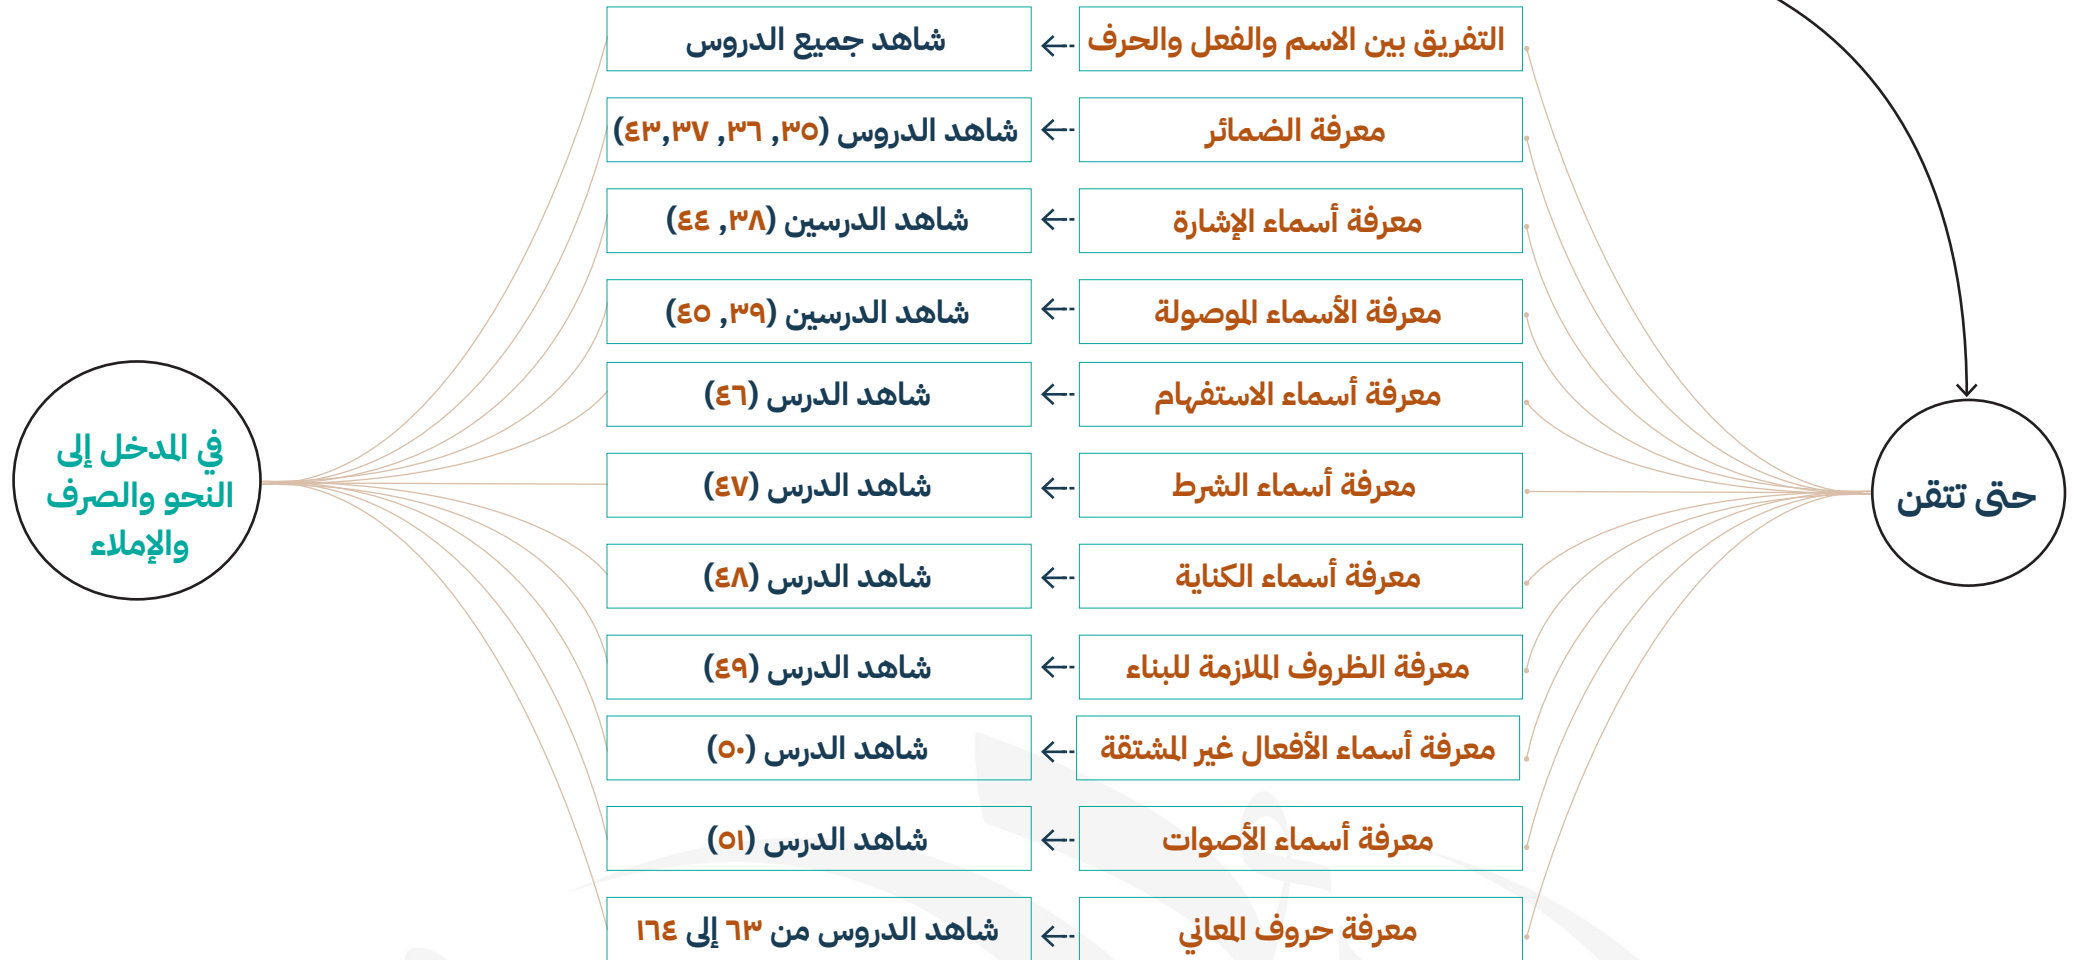 حتى تتقن
التفريق بين الاسم والفعل والحرف
شاهد جميع الدروس
معرفة الضمائر
شاهد الدروس (٣٥, ٣٦, ٣٧,٤٣)
معرفة أسماء الإشارة
شاهد الدرسين (٣٨, ٤٤)
معرفة الأسماء الموصولة
شاهد الدرسين (٣٩, ٤٥)
معرفة أسماء الاستفهام
شاهد الدرس (٤٦)
معرفة أسماء الشرط
شاهد الدرس (٤٧)
معرفة أسماء الكناية
شاهد الدرس (٤٨)
معرفة الظروف الملازمة للبناء
شاهد الدرس (٤٩)
معرفة أسماء الأفعال غير المشتقة
شاهد الدرس (٥٠)
معرفة أسماء الأصوات
شاهد الدرس (٥١)
معرفة حروف المعاني
شاهد الدروس من ٦٣ إلى ١٦٤
في المدخل إلى
النحو والصرف
والإملاء